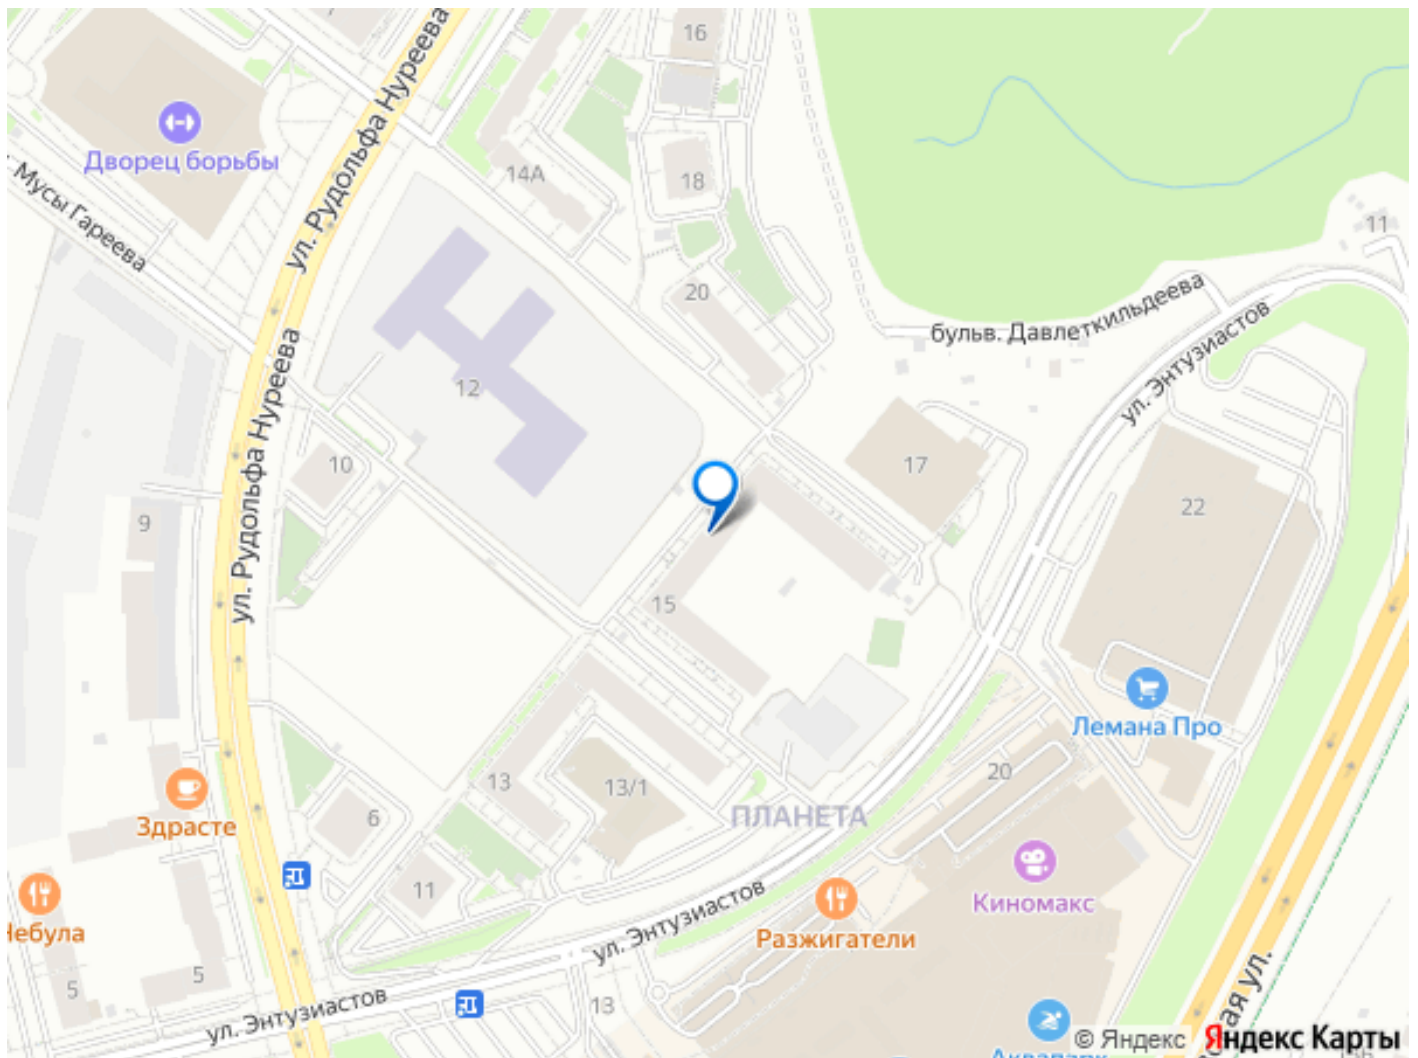 16
ул. Рудольфа Нуреева
Дворец борьбы
14А
18
Мусы Гареева
11
20
бульв. Давлеткильдеева
ул. Энтузиастов
ул. Рудольфа Нуреева
12
10
17
22
9
15
Лемана Про
20
13
13/1
ПЛАНЕТА
Здрасте
6
Киномакс
11
ул. Энтузиастов
Разжигатели
5
5
13
ул. Энтузиастов
Аквапарк
© Яндекс
Яндекс Карты